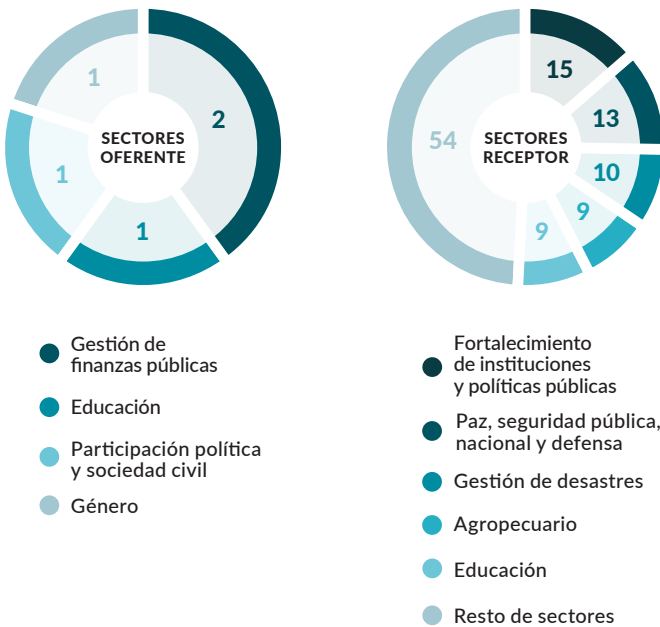 1
2
SECTORES
OFERENTE
1
1
15
13
54
SECTORES
RECEPTOR
10
9
9
Gestión de
finanzas públicas
Educación
Participación política
y sociedad civil
Género
Fortalecimiento
de instituciones
y políticas públicas
Paz, seguridad pública,
nacional y defensa
Gestión de desastres
Agropecuario
Educación
Resto de sectores